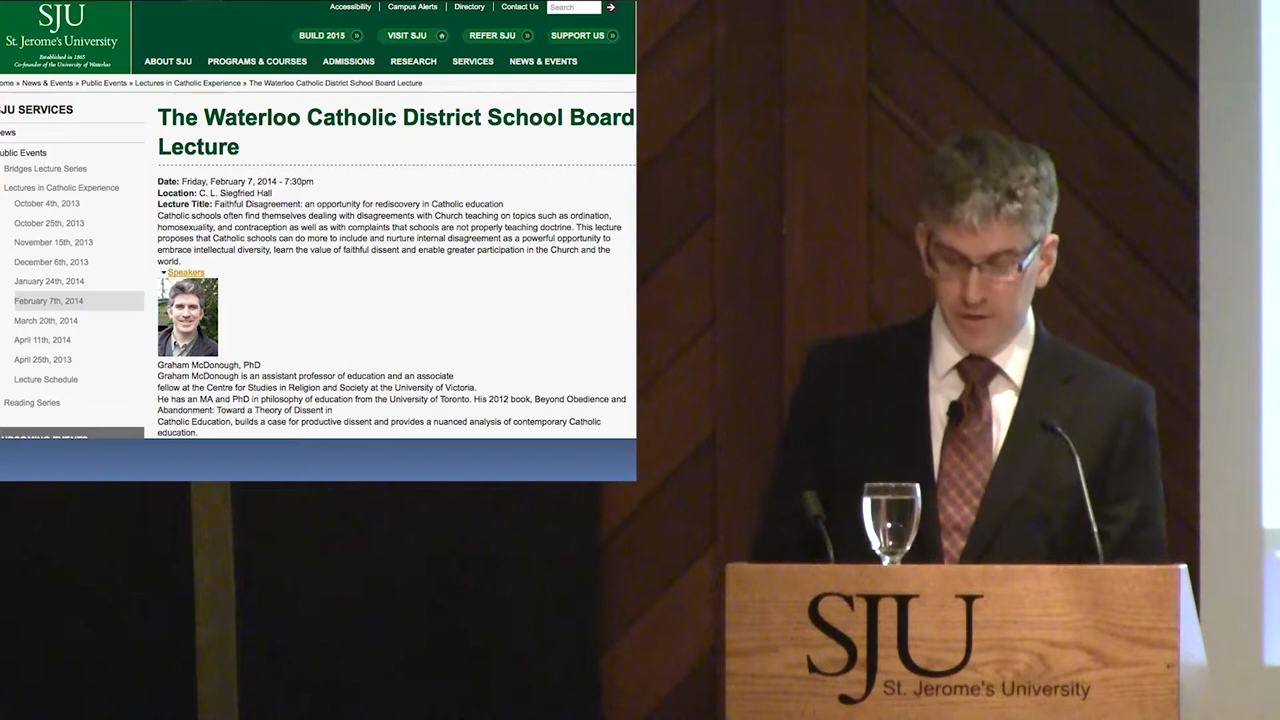 SJU
St. Jerome's University
Established in 1865
Co-founder of the University of Waterloo
Accessibility | Campus Alerts | Directory | Contact Us Search
BUILD 2015 VISIT SJU REFER SJU SUPPORT US
ABOUT SJU PROGRAMS & COURSES ADMISSIONS RESEARCH SERVICES NEWS & EVENTS
ome » News & Events » Public Events » Lectures in Catholic Experience » The Waterloo Catholic District School Board Lecture
JU SERVICES
ews
ublic Events
Bridges Lecture Series
Lectures in Catholic Experience
October 4th, 2013
October 25th, 2013
November 15th, 2013
December 6th, 2013
January 24th, 2014
February 7th, 2014
March 20th, 2014
April 11th, 2014
April 25th, 2013
Lecture Schedule
Reading Series
UPCOMING EVENTS
The Waterloo Catholic District School Board
Lecture
Date: Friday, February 7, 2014 - 7:30pm
Location: C. L. Siegfried Hall
Lecture Title: Faithful Disagreement: an opportunity for rediscovery in Catholic education
Catholic schools often find themselves dealing with disagreements with Church teaching on topics such as ordination,
homosexuality, and contraception as well as with complaints that schools are not properly teaching doctrine. This lecture
proposes that Catholic schools can do more to include and nurture internal disagreement as a powerful opportunity to
embrace intellectual diversity, learn the value of faithful dissent and enable greater participation in the Church and the
world.
Speakers
Graham McDonough, PhD
Graham McDonough is an assistant professor of education and an associate
fellow at the Centre for Studies in Religion and Society at the University of Victoria.
He has an MA and PhD in philosophy of education from the University of Toronto. His 2012 book, Beyond Obedience and
Abandonment: Toward a Theory of Dissent in
Catholic Education, builds a case for productive dissent and provides a nuanced analysis of contemporary Catholic
education.
SJU
St. Jerome's University